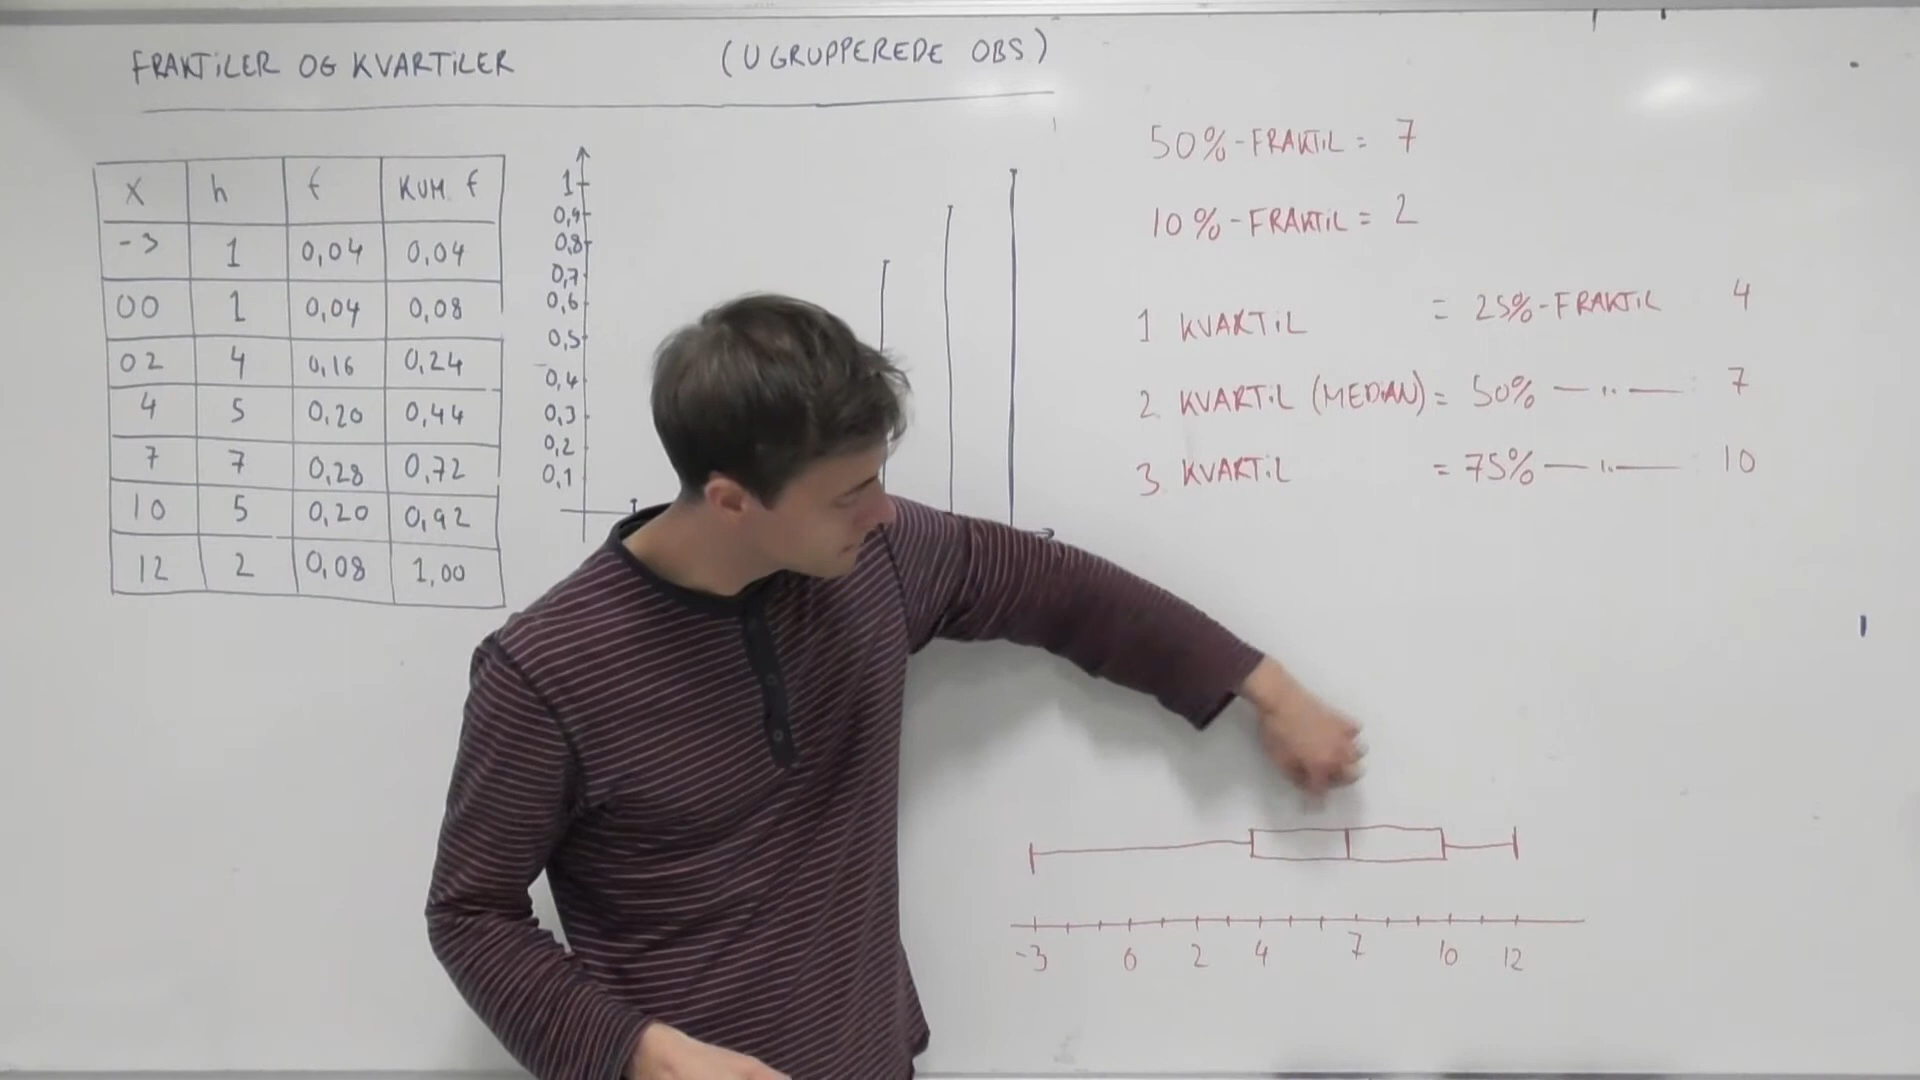 FRAKTiLER OG KVARTiLER (UGRUPPEREDE OBS)
X h f KUM. f
-3 1 0,04 0,04
00 1 0,04 0,08
02 4 0,16 0,24
4 5 0,20 0,44
7 7 0,28 0,72
10 5 0,20 0,92
12 2 0,08 1,00
1
0,9
0,8
0,7
0,6
0,5
0,4
0,3
0,2
0,1
50%-FRAKTiL = 7
10%-FRAKTiL = 2
1 KVARTiL = 25%-FRAKTiL 4
2. KVARTiL (MEDiAN) = 50% — ·· — 7
3. KVARTiL = 75% — ·· — 10
-3 0 2 4 7 10 12